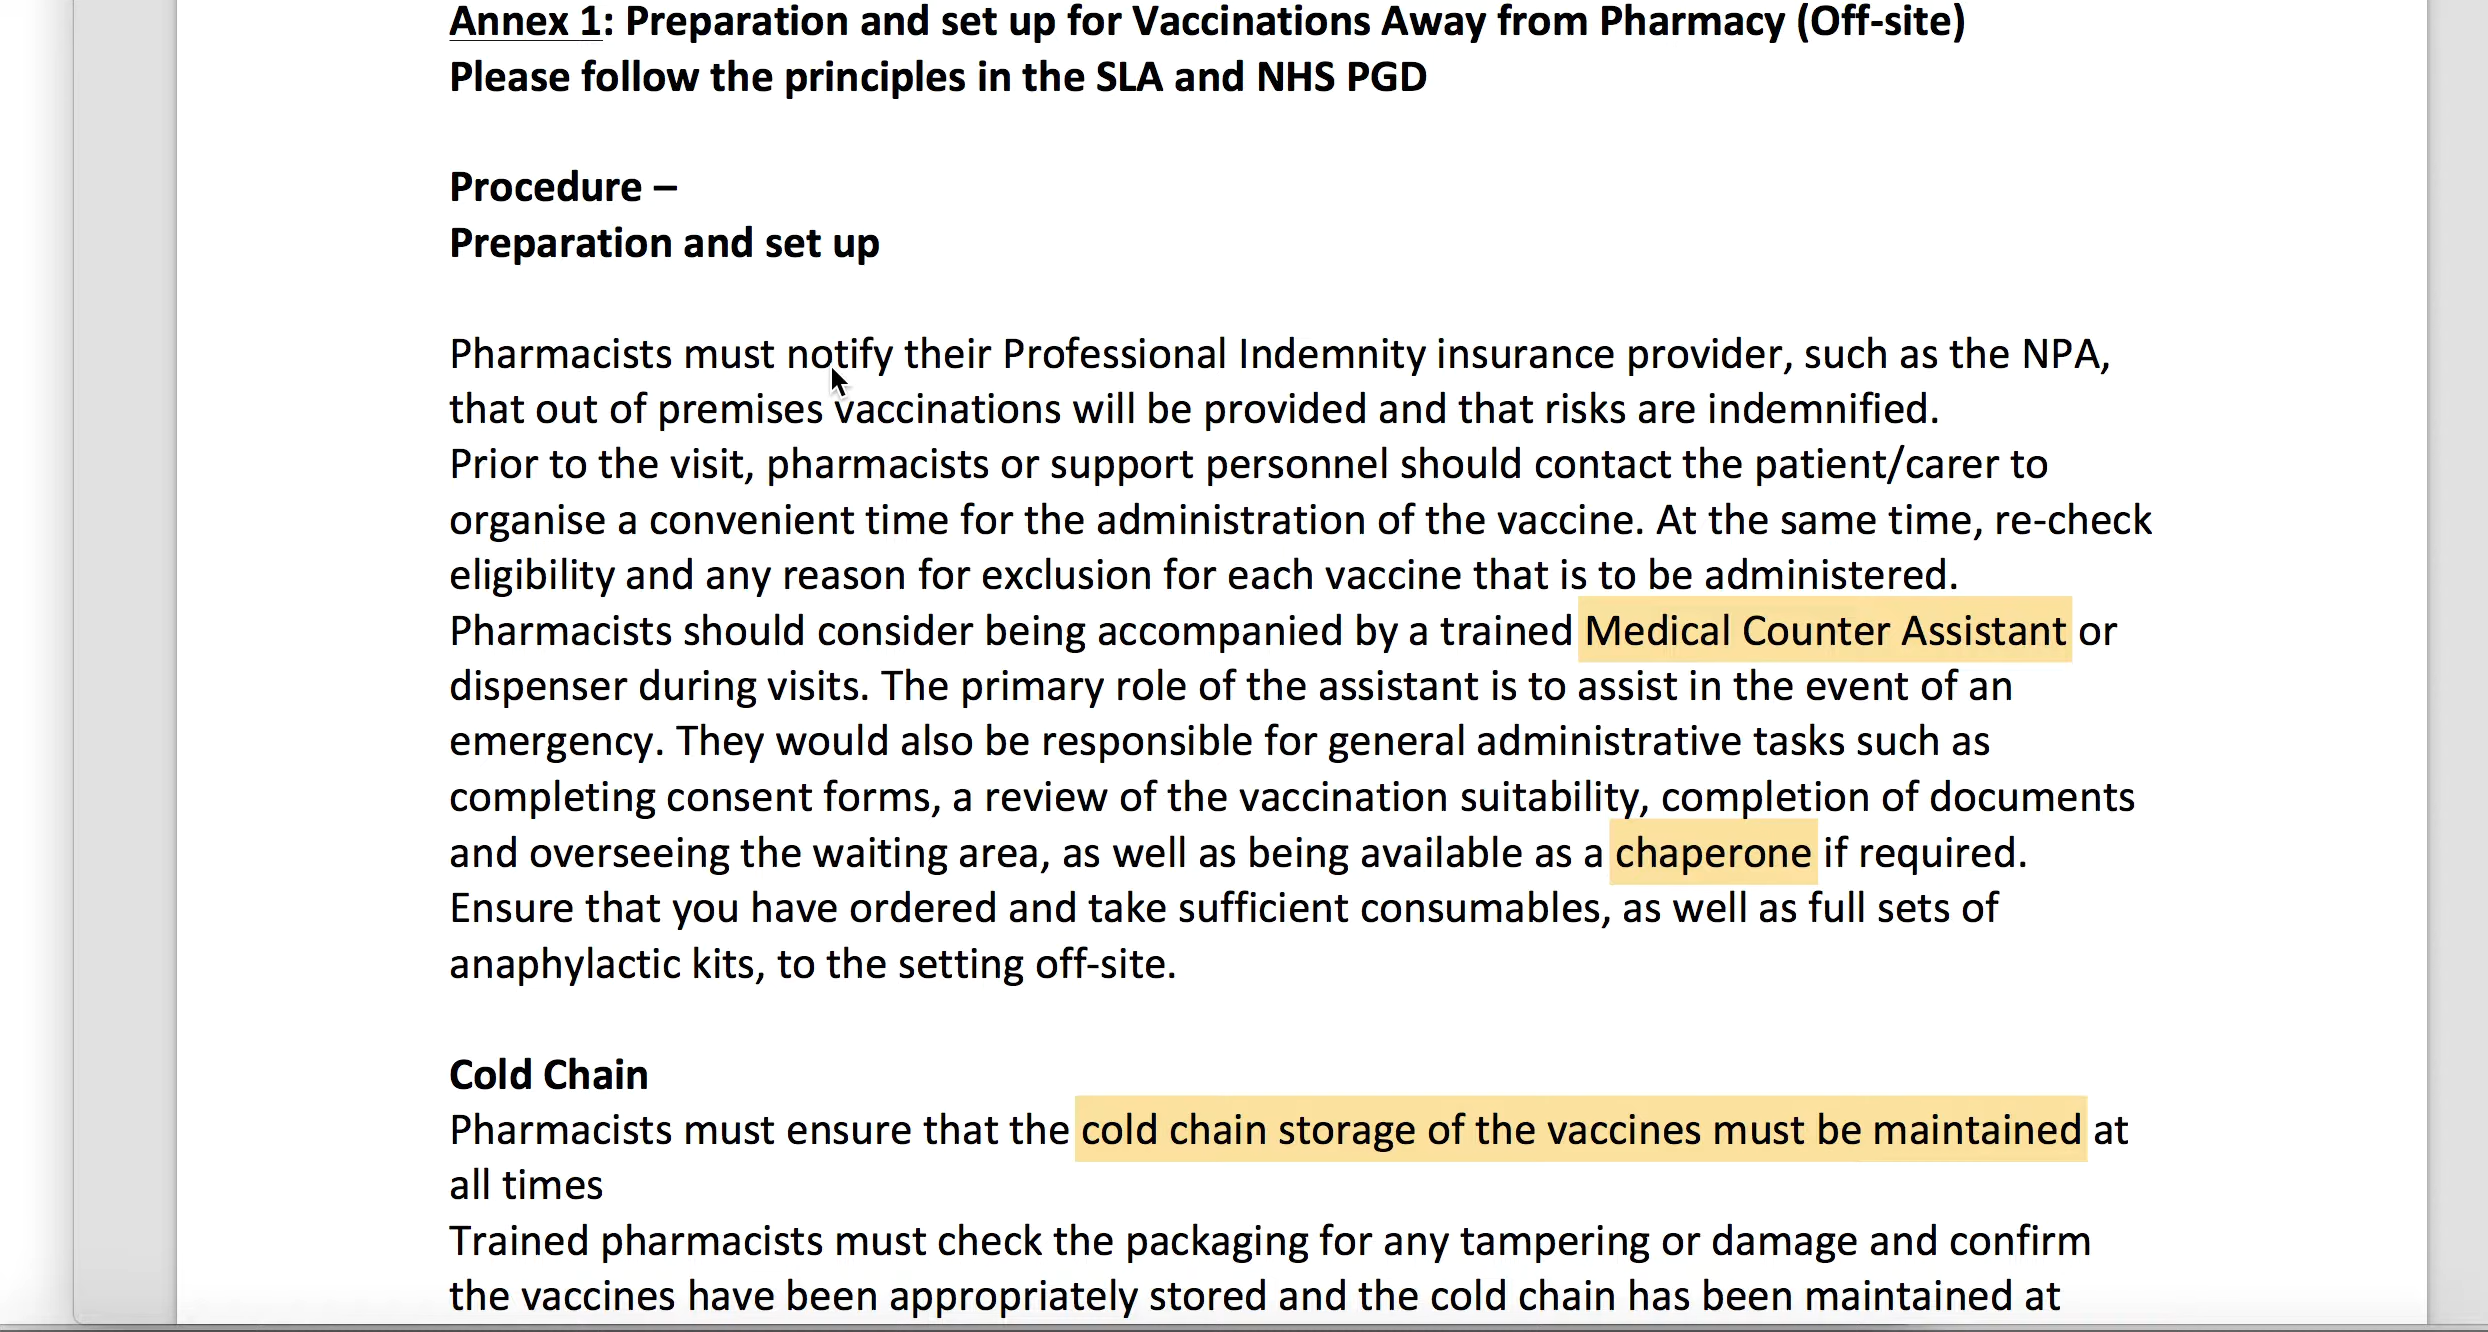 Annex 1: Preparation and set up for Vaccinations Away from Pharmacy (Off-site)
Please follow the principles in the SLA and NHS PGD
Procedure –
Preparation and set up
Pharmacists must notify their Professional Indemnity insurance provider, such as the NPA,
that out of premises vaccinations will be provided and that risks are indemnified.
Prior to the visit, pharmacists or support personnel should contact the patient/carer to
organise a convenient time for the administration of the vaccine. At the same time, re-check
eligibility and any reason for exclusion for each vaccine that is to be administered.
Pharmacists should consider being accompanied by a trained Medical Counter Assistant or
dispenser during visits. The primary role of the assistant is to assist in the event of an
emergency. They would also be responsible for general administrative tasks such as
completing consent forms, a review of the vaccination suitability, completion of documents
and overseeing the waiting area, as well as being available as a chaperone if required.
Ensure that you have ordered and take sufficient consumables, as well as full sets of
anaphylactic kits, to the setting off-site.
Cold Chain
Pharmacists must ensure that the cold chain storage of the vaccines must be maintained at
all times
Trained pharmacists must check the packaging for any tampering or damage and confirm
the vaccines have been appropriately stored and the cold chain has been maintained at